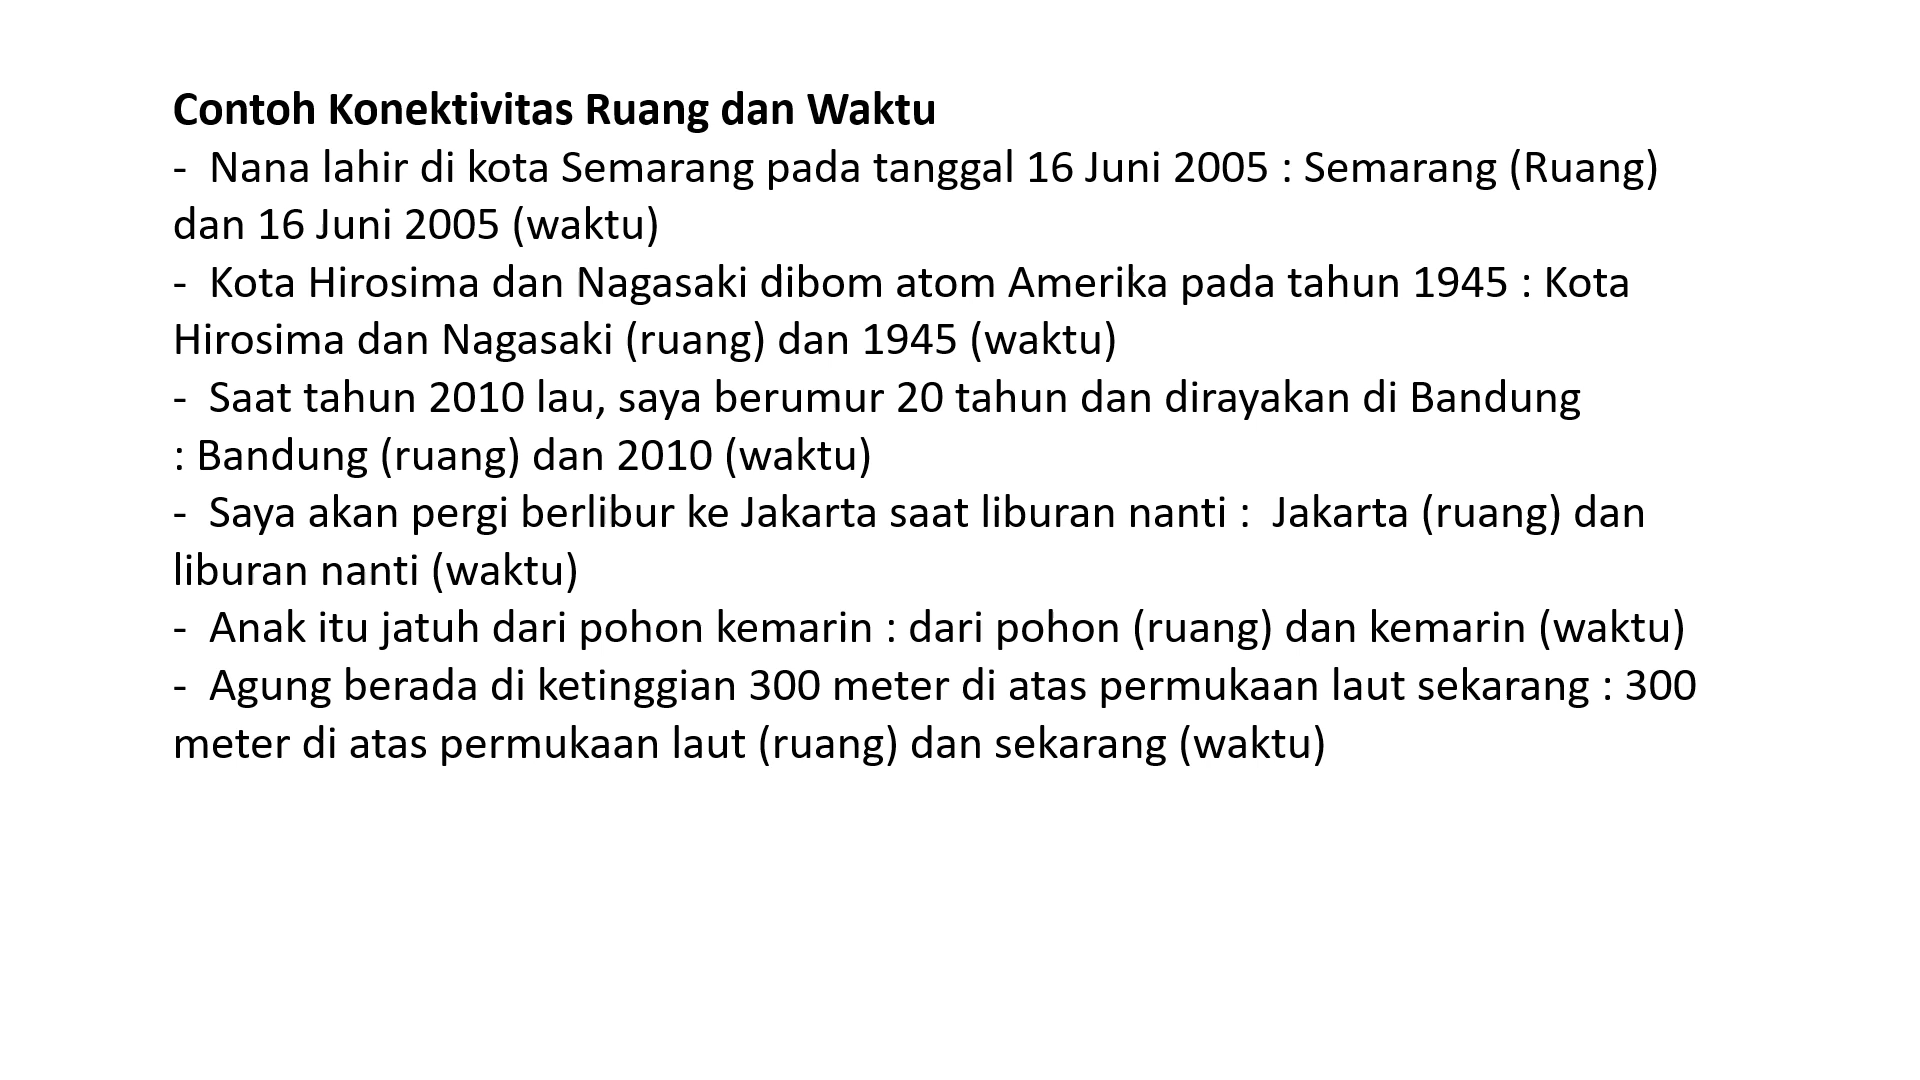 Contoh Konektivitas Ruang dan Waktu
-  Nana lahir di kota Semarang pada tanggal 16 Juni 2005 : Semarang (Ruang)
dan 16 Juni 2005 (waktu)
-  Kota Hirosima dan Nagasaki dibom atom Amerika pada tahun 1945 : Kota
Hirosima dan Nagasaki (ruang) dan 1945 (waktu)
-  Saat tahun 2010 lau, saya berumur 20 tahun dan dirayakan di Bandung
: Bandung (ruang) dan 2010 (waktu)
-  Saya akan pergi berlibur ke Jakarta saat liburan nanti :  Jakarta (ruang) dan
liburan nanti (waktu)
-  Anak itu jatuh dari pohon kemarin : dari pohon (ruang) dan kemarin (waktu)
-  Agung berada di ketinggian 300 meter di atas permukaan laut sekarang : 300
meter di atas permukaan laut (ruang) dan sekarang (waktu)